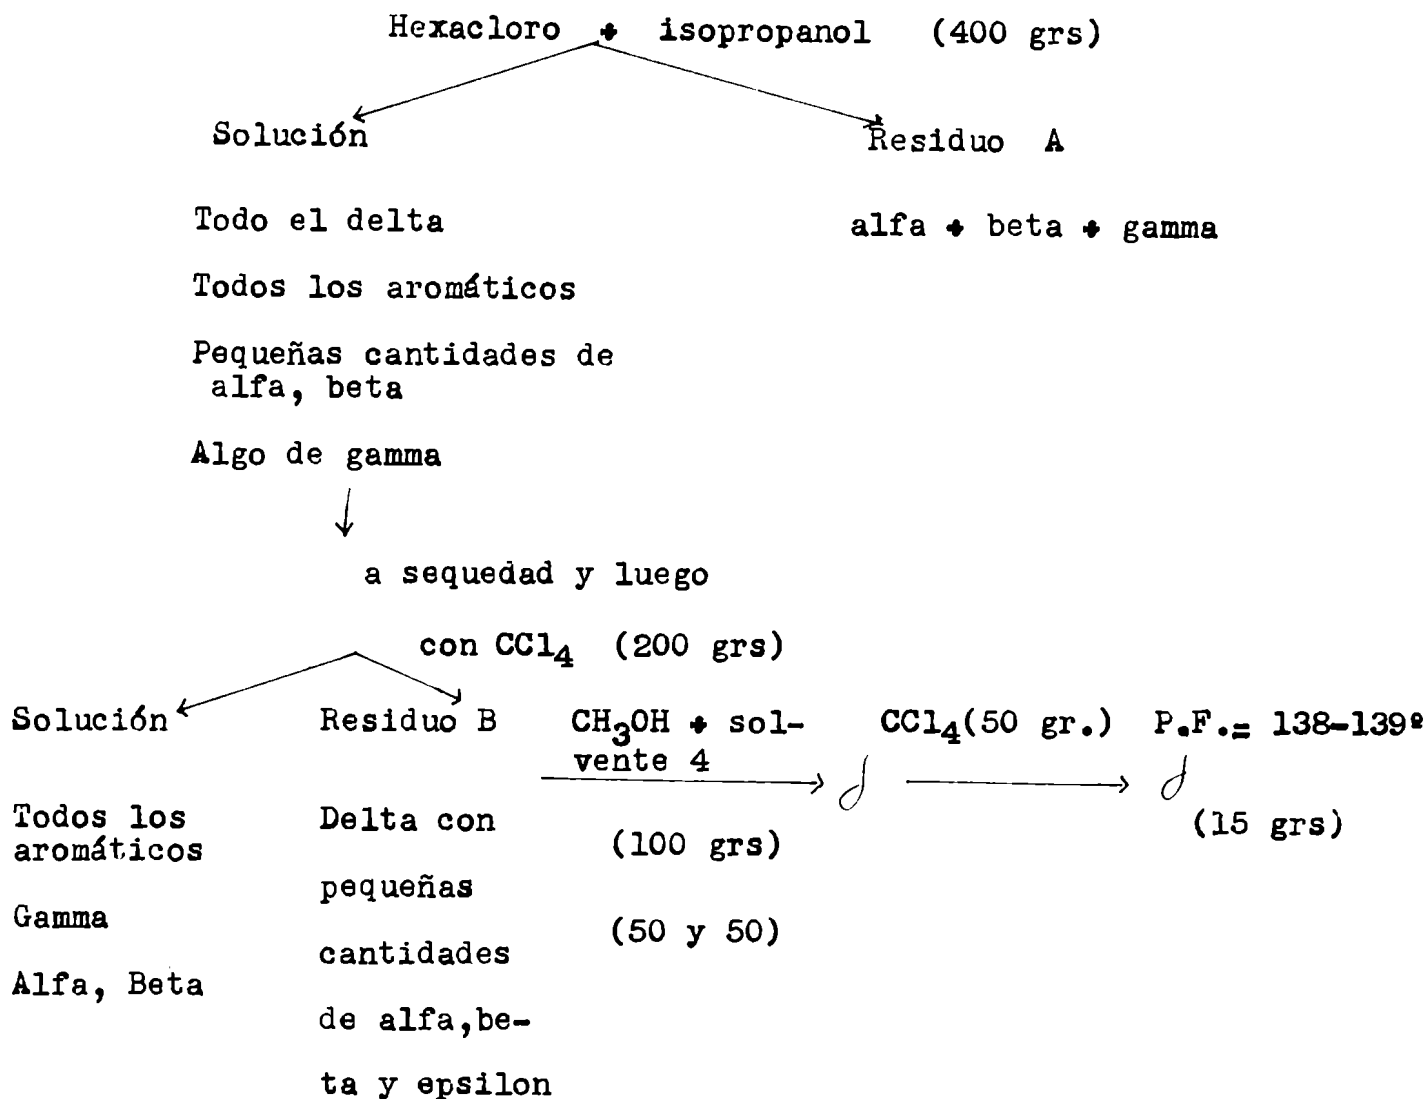 Hexacloro + isopropanol (400 grs)
Solución
Residuo A
Todo el delta
alfa + beta + gamma
Todos los aromáticos
Pequeñas cantidades de
alfa, beta
Algo de gamma
a sequedad y luego
con CCl4 (200 grs)
Solución
Todos los
aromáticos
Gamma
Alfa, Beta
Residuo B
Delta con
pequeñas
cantidades
de alfa,be-
ta y epsilon
CH3OH + sol-
vente 4
(100 grs)
(50 y 50)
δ
CCl4(50 gr.)
P.F.= 138-139º
δ
(15 grs)